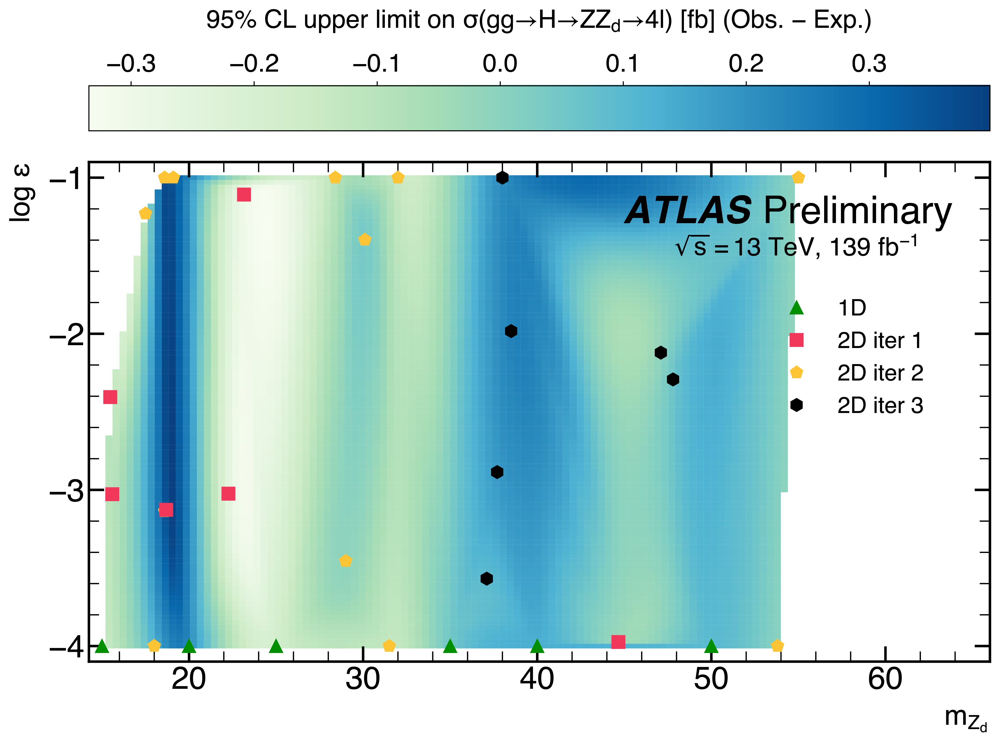 95% CL upper limit on σ(gg→H→ZZd→4l) [fb] (Obs. – Exp.)
−0.3 −0.2 −0.1 0.0 0.1 0.2 0.3
log ε
−1
ATLAS Preliminary
√s = 13 TeV, 139 fb−1
1D
−2
2D iter 1
2D iter 2
2D iter 3
−3
−4
20 30 40 50 60
mZd